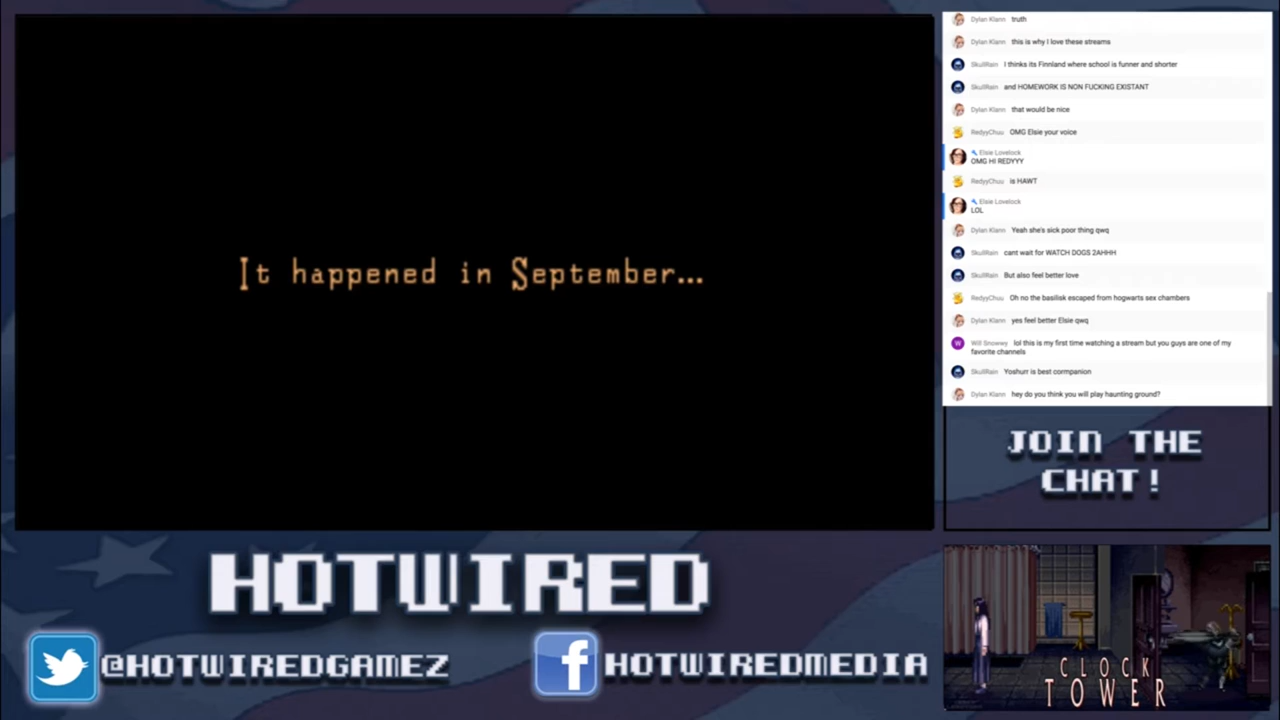 It happened in September...
Dylan Klann truth
Dylan Klann this is why I love these streams
SkullRain I thinks its Finnland where school is funner and shorter
SkullRain and HOMEWORK IS NON FUCKING EXISTANT
Dylan Klann that would be nice
RedyyChuu OMG Elsie your voice
Elsie Lovelock
OMG HI REDYYY
RedyyChuu is HAWT
Elsie Lovelock
LOL
Dylan Klann Yeah she's sick poor thing qwq
SkullRain cant wait for WATCH DOGS 2AHHH
SkullRain But also feel better love
RedyyChuu Oh no the basilisk escaped from hogwarts sex chambers
Dylan Klann yes feel better Elsie qwq
W
Will Snowwy lol this is my first time watching a stream but you guys are one of my
favorite channels
SkullRain Yoshurr is best cormpanion
Dylan Klann hey do you think you will play haunting ground?
JOIN THE
CHAT!
HOTWIRED
@HOTWIREDGAMEZ
f HOTWIREDMEDIA
CLOCK
TOWER